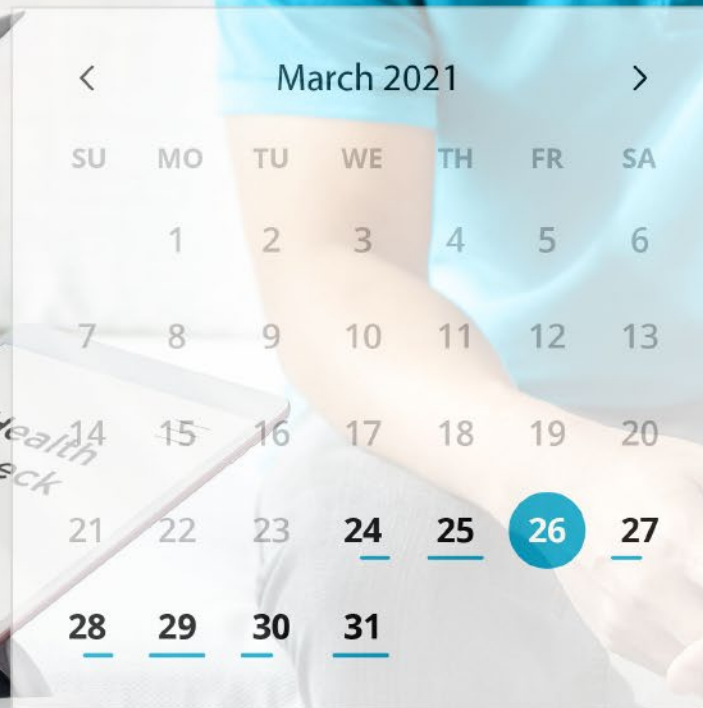 March 2021
SU MO TU WE TH FR SA
1 2 3 4 5 6
7 8 9 10 11 12 13
Health
14 15 16 17 18 19 20
eck
21 22 23 24 25 26 27
28 29 30 31